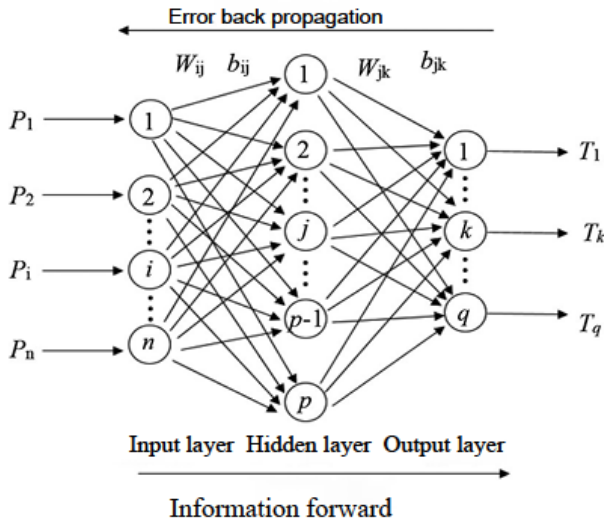 Error back propagation
Wij bij Wjk bjk
1
P1 1 2 1 T1
P2 2 j k Tk
Pi i p-1 q Tq
Pn n p
Input layer Hidden layer Output layer
Information forward